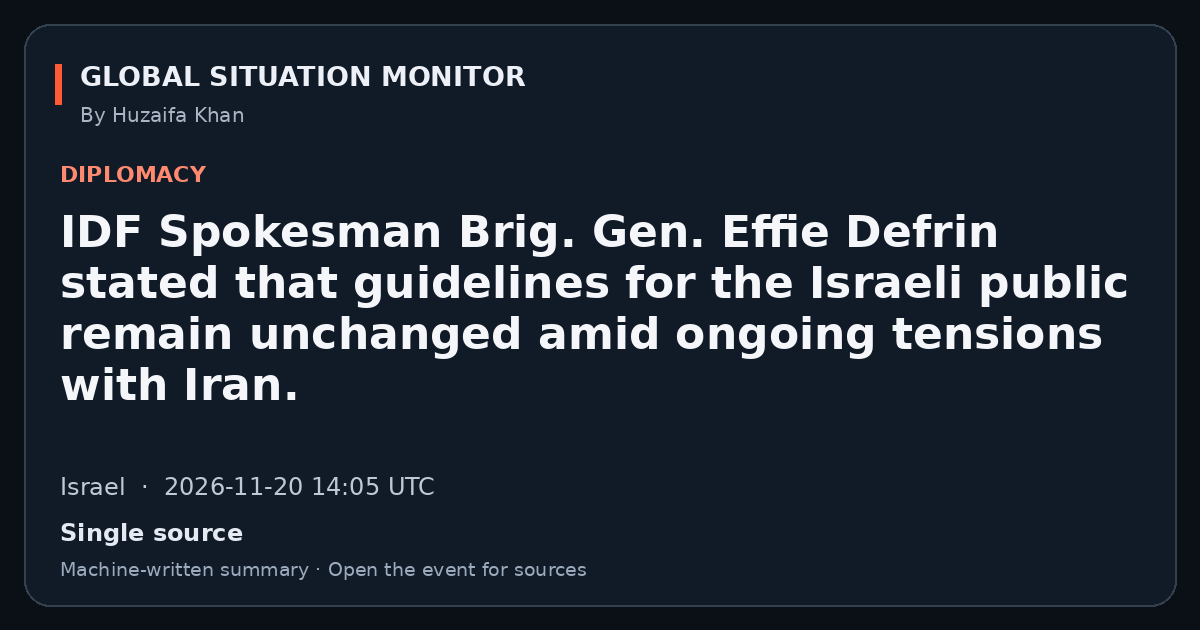 GLOBAL SITUATION MONITOR
By Huzaifa Khan
DIPLOMACY
IDF Spokesman Brig. Gen. Effie Defrin
stated that guidelines for the Israeli public
remain unchanged amid ongoing tensions
with Iran.
Israel · 2026-11-20 14:05 UTC
Single source
Machine-written summary · Open the event for sources